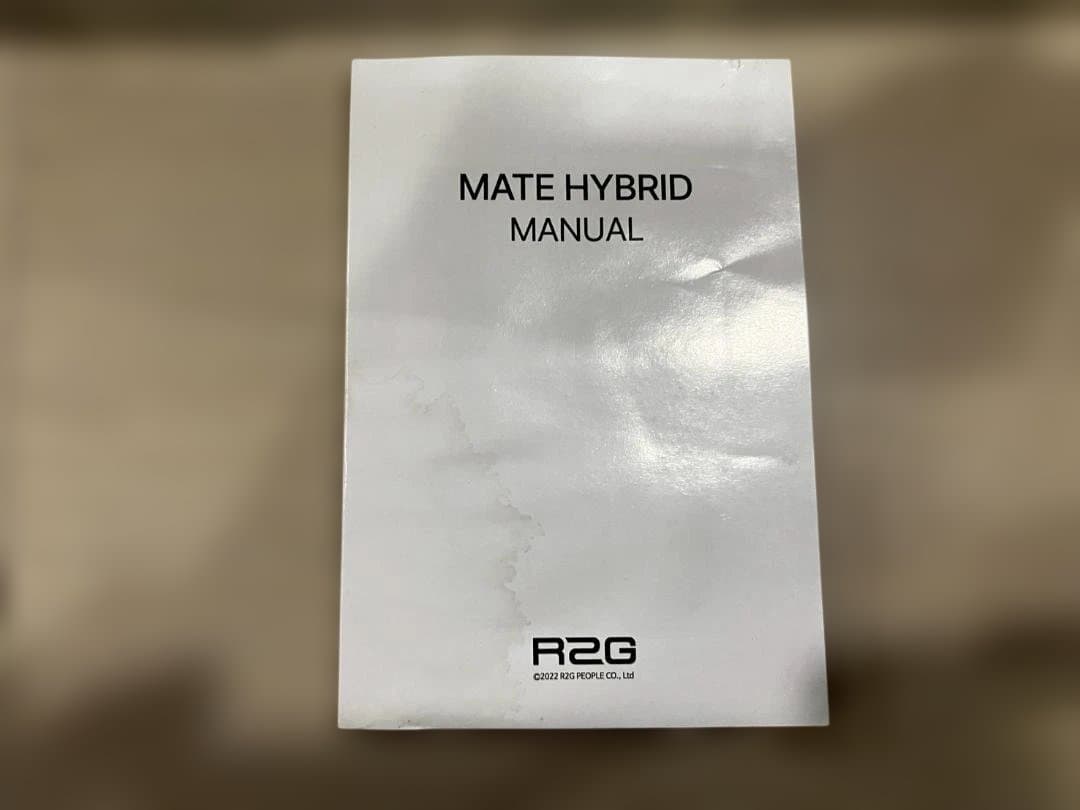 MATE HYBRID
MANUAL
R2G
©2022 R2G PEOPLE CO., Ltd